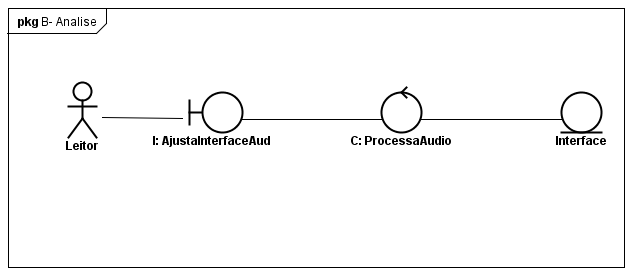 pkg B- Analise
Leitor
I: AjustaInterfaceAud
C: ProcessaAudio
Interface